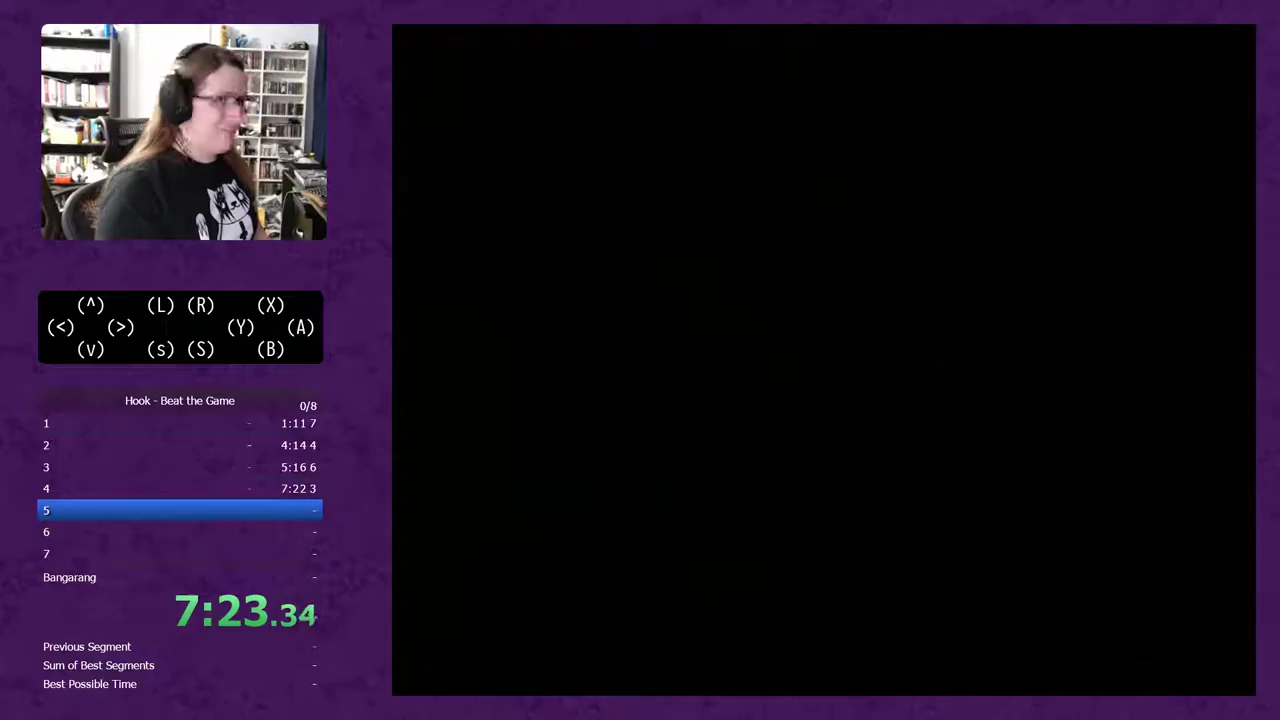 (^) (L) (R) (X)
(<) (>) (Y) (A)
(v) (s) (S) (B)
Hook - Beat the Game
0/8
1 - 1:11 7
2 - 4:14 4
3 - 5:16 6
4 - 7:22 3
5 -
6 -
7 -
Bangarang -
7:23.34
Previous Segment -
Sum of Best Segments -
Best Possible Time -